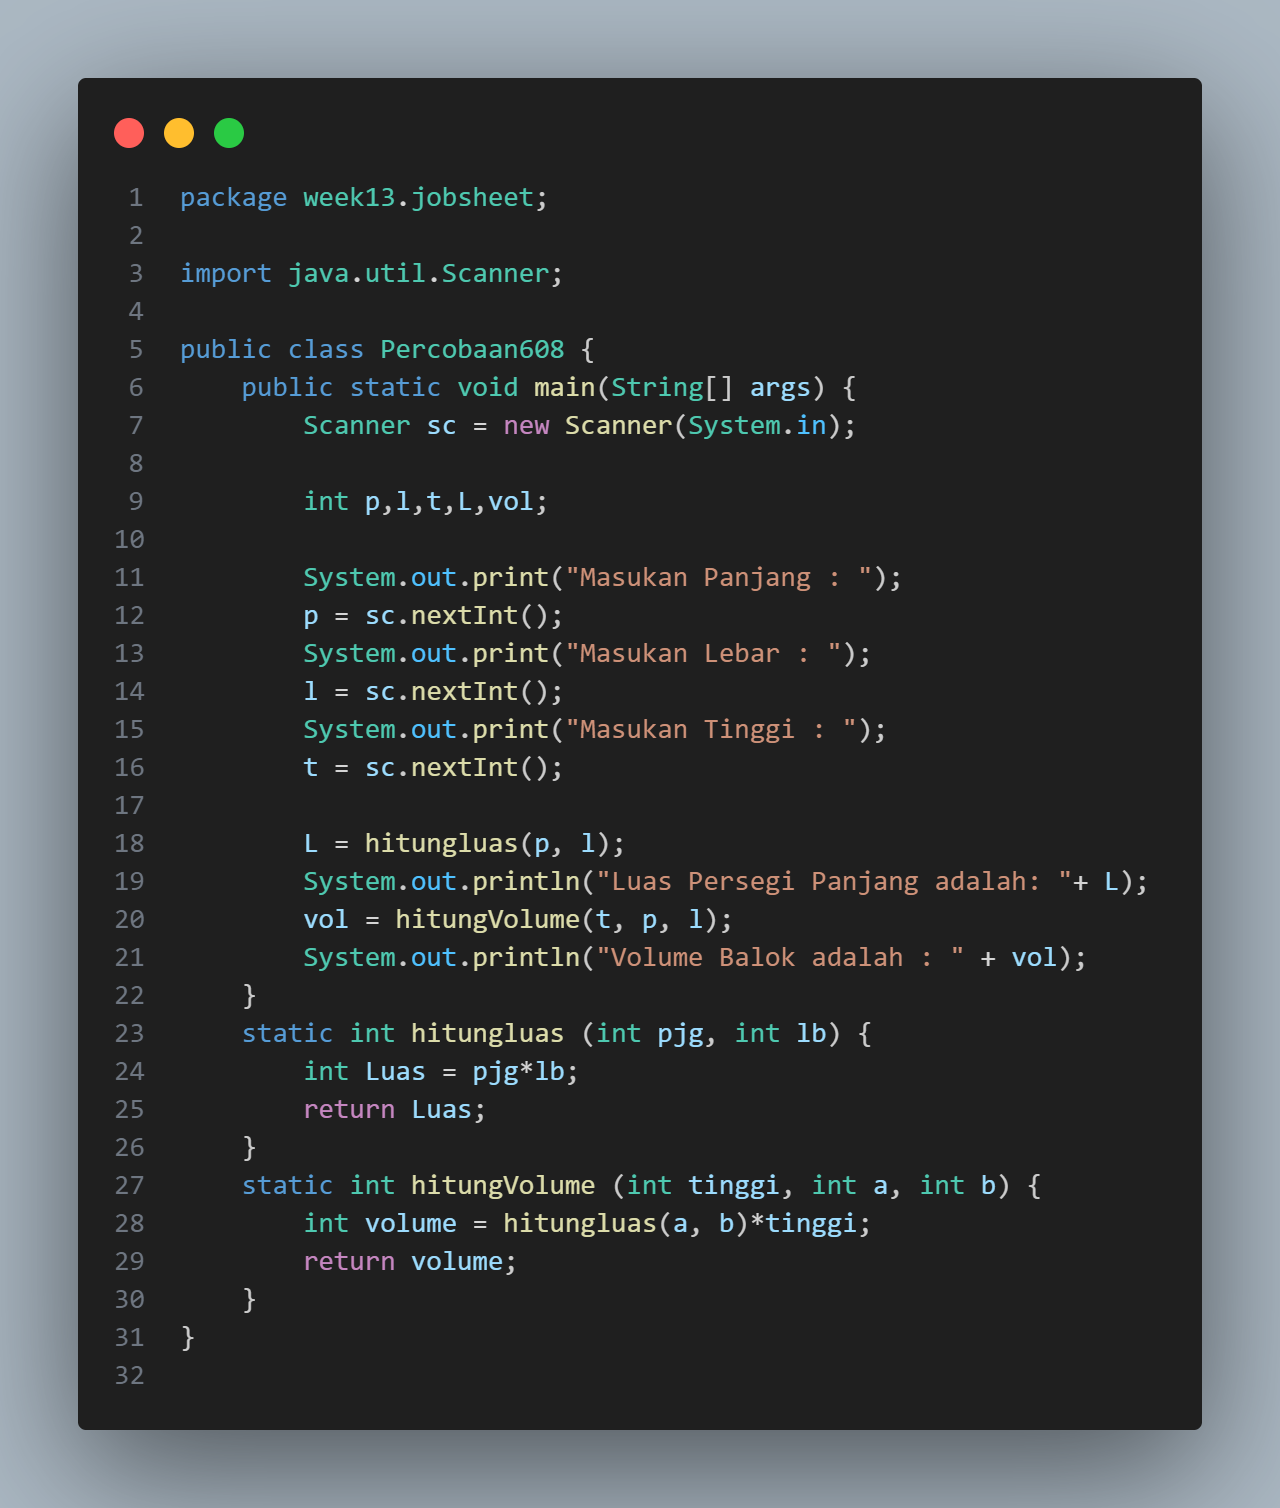 1 package week13.jobsheet;
2
3 import java.util.Scanner;
4
5 public class Percobaan608 {
6     public static void main(String[] args) {
7         Scanner sc = new Scanner(System.in);
8
9         int p,l,t,L,vol;
10
11         System.out.print("Masukan Panjang : ");
12         p = sc.nextInt();
13         System.out.print("Masukan Lebar : ");
14         l = sc.nextInt();
15         System.out.print("Masukan Tinggi : ");
16         t = sc.nextInt();
17
18         L = hitungluas(p, l);
19         System.out.println("Luas Persegi Panjang adalah: "+ L);
20         vol = hitungVolume(t, p, l);
21         System.out.println("Volume Balok adalah : " + vol);
22     }
23     static int hitungluas (int pjg, int lb) {
24         int Luas = pjg*lb;
25         return Luas;
26     }
27     static int hitungVolume (int tinggi, int a, int b) {
28         int volume = hitungluas(a, b)*tinggi;
29         return volume;
30     }
31 }
32